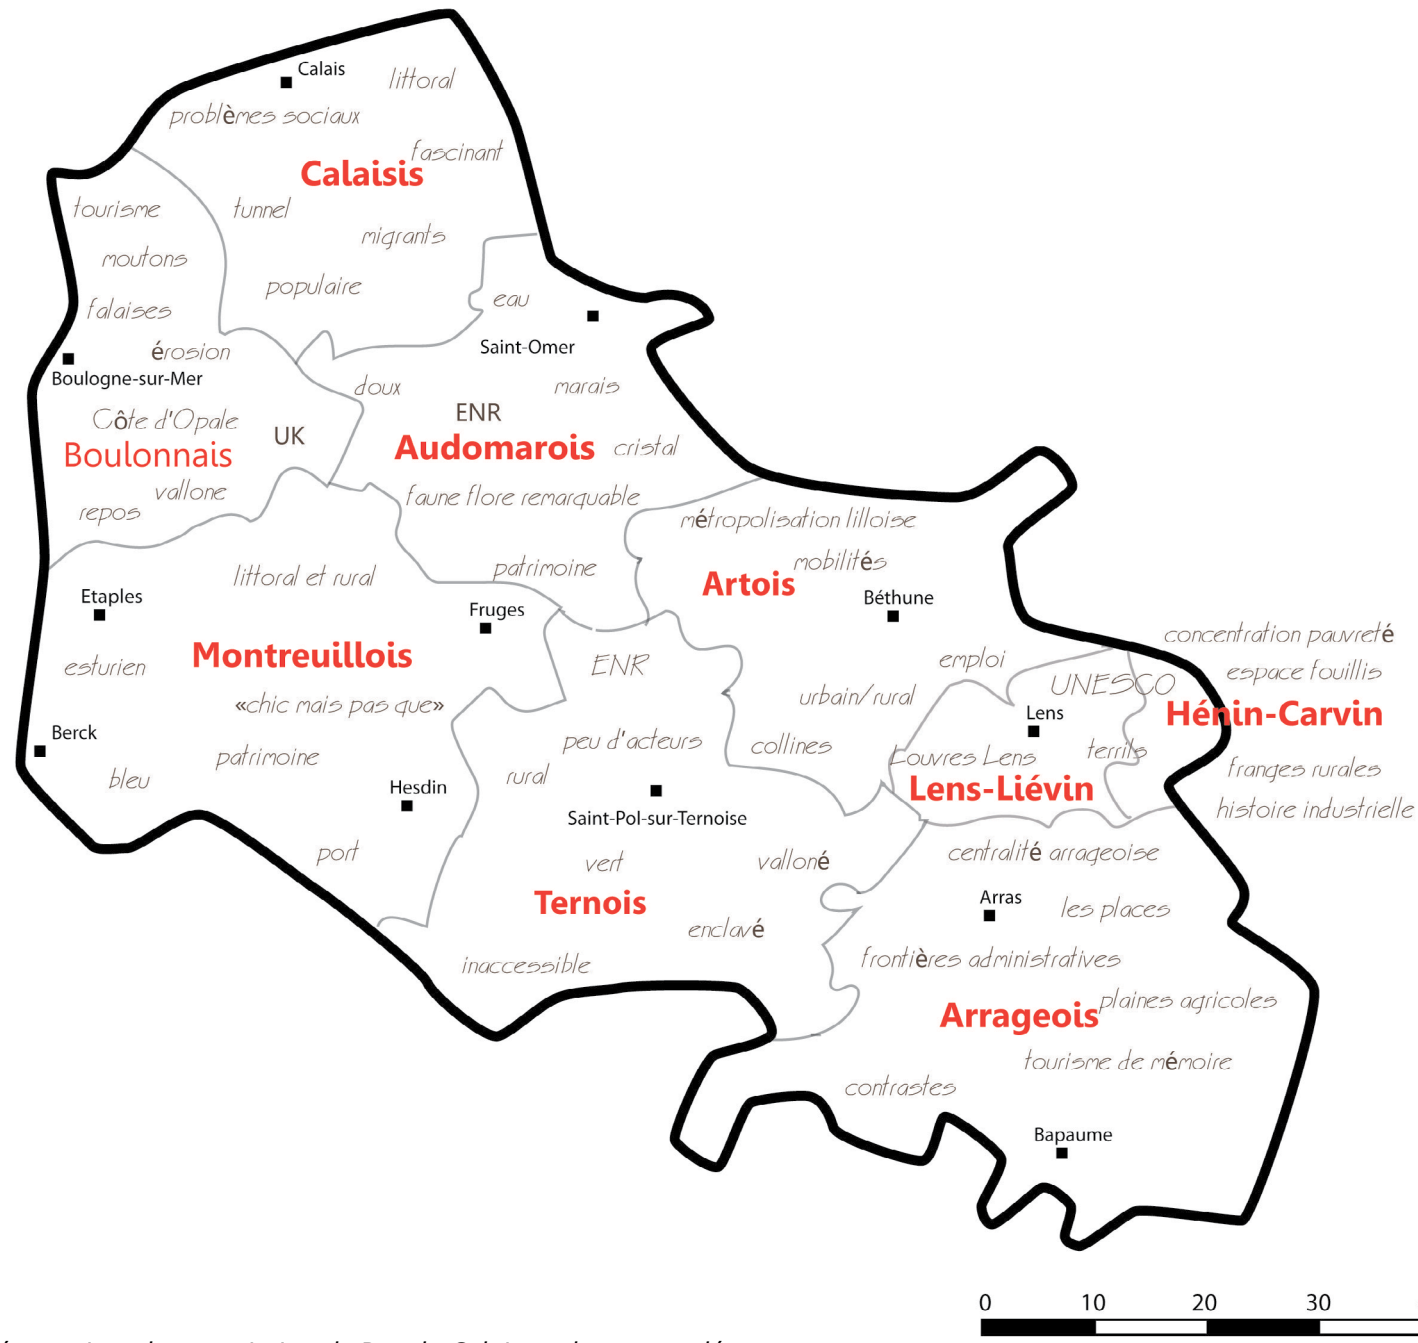 Calais
littoral
problèmes sociaux
fascinant
Calaisis
tourisme
tunnel
migrants
moutons
populaire
eau
falaises
Saint-Omer
érosion
Boulogne-sur-Mer
doux
marais
Côte d'Opale
ENR
UK
Audomarois
cristal
Boulonnais
vallone
faune flore remarquable
repos
métropolisation lilloise
mobilités
patrimoine
littoral et rural
Artois
Etaples
Béthune
Fruges
concentration pauvreté
Montreuillois
esturien
ENR
emploi
espace fouillis
UNESCO
urbain/rural
«chic mais pas que»
Lens
Hénin-Carvin
Berck
peu d'acteurs
collines
Louvres Lens
terrils
patrimoine
bleu
rural
franges rurales
Hesdin
Lens-Liévin
Saint-Pol-sur-Ternoise
histoire industrielle
port
vert
valloné
centralité arrageoise
Ternois
Arras
les places
enclavé
inaccessible
frontières administratives
plaines agricoles
Arrageois
tourisme de mémoire
contrastes
Bapaume
0 10 20 30